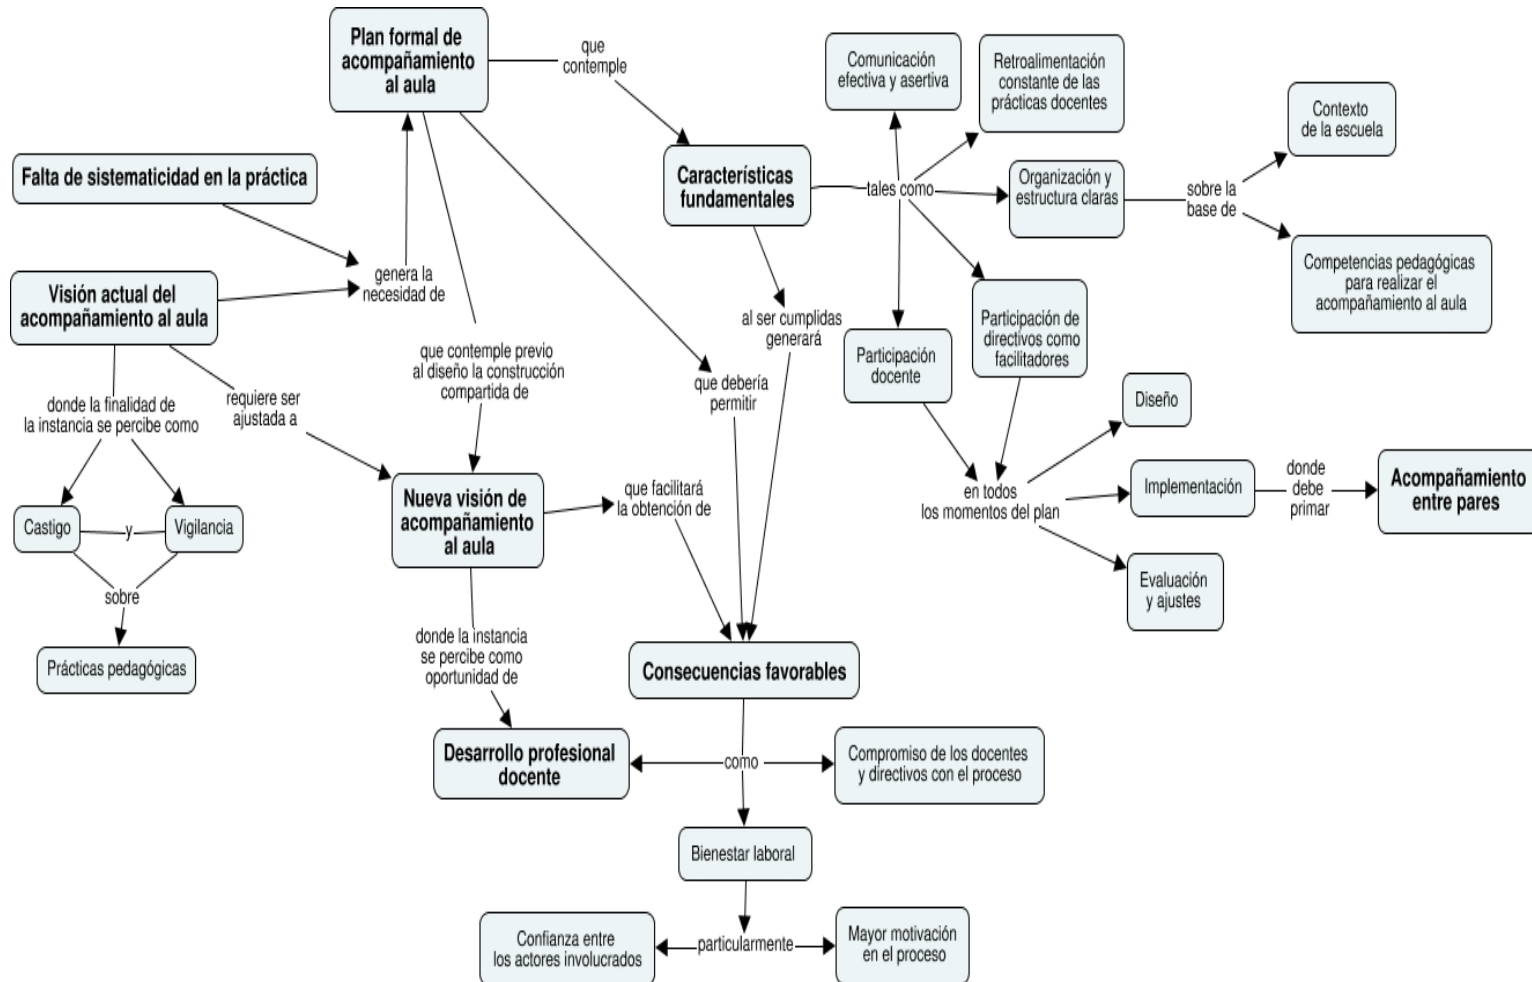 Plan formal de
acompañamiento
al aula
que
contemple
Comunicación
efectiva y asertiva
Retroalimentación
constante de las
prácticas docentes
Contexto
de la escuela
Falta de sistematicidad en la práctica
Características
fundamentales
tales como
Organización y
estructura claras
sobre la
base de
Competencias pedagógicas
para realizar el
acompañamiento al aula
genera la
necesidad de
Visión actual del
acompañamiento al aula
al ser cumplidas
generará
Participación
docente
Participación de
directivos como
facilitadores
que contemple previo
al diseño la construcción
compartida de
que debería
permitir
donde la finalidad de
la instancia se percibe como
requiere ser
ajustada a
Diseño
Nueva visión de
acompañamiento
al aula
que facilitará
la obtención de
en todos
los momentos del plan
Implementación
donde
debe
primar
Acompañamiento
entre pares
Castigo
y
Vigilancia
sobre
Evaluación
y ajustes
Prácticas pedagógicas
donde la instancia
se percibe como
oportunidad de
Consecuencias favorables
Desarrollo profesional
docente
como
Compromiso de los docentes
y directivos con el proceso
Bienestar laboral
Confianza entre
los actores involucrados
particularmente
Mayor motivación
en el proceso